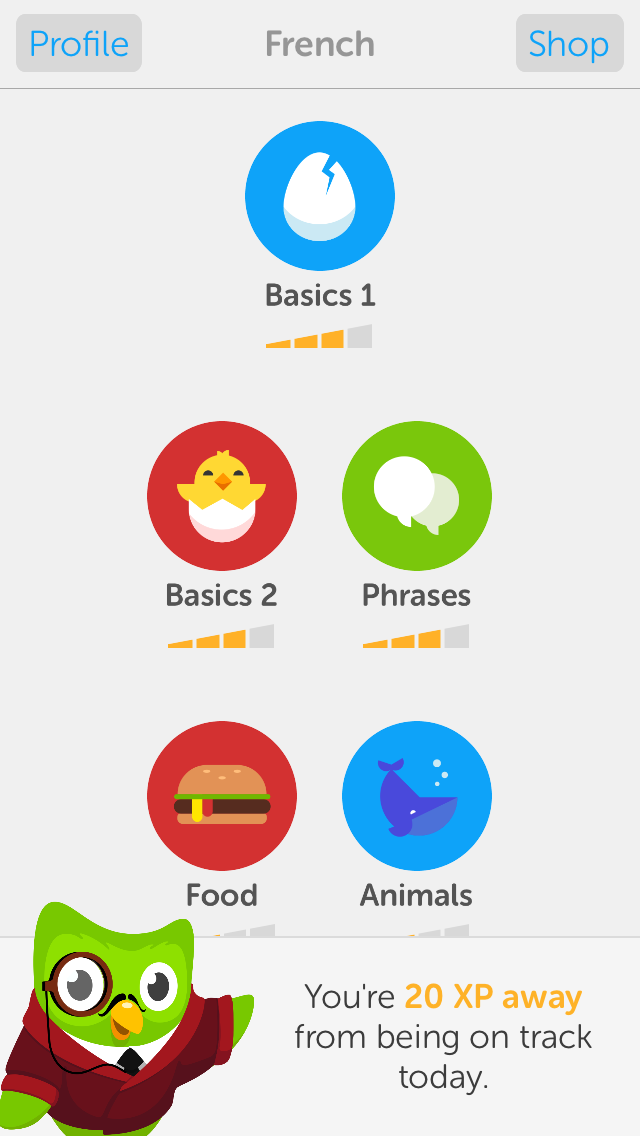 Profile
French
Shop
Basics 1
Basics 2
Phrases
Food
Animals
You're 20 XP away
from being on track
today.